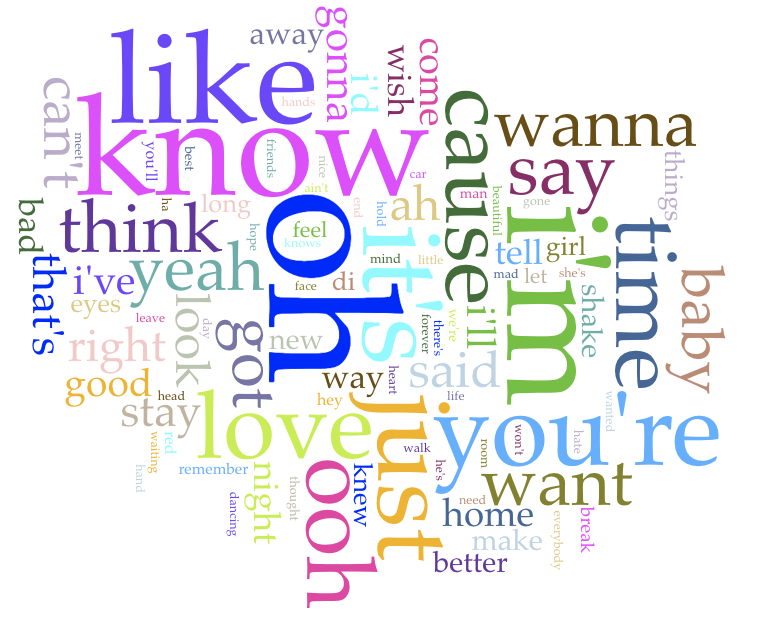 gonna
away
come
like
i'd
wish
hands
can't
know
cause
wanna
meet
you'll
best
friends
nice
car
say
things
ain't
man
beautiful
gone
bad
ha
long
hope
oh
end
hold
ah
i'm
think
feel
knows
it's
time
tell
girl
that's
i've
yeah
face
di
mind
little
mad
let
she's
baby
eyes
look
leave
day
right
got
new
forever
there's
we're
i'll
shake
good
head
way
heart
said
stay
love
hey
just
life
you're
wanted
waiting
red
walk
room
won't
hate
hand
remember
night
thought
ooh
knew
he's
need
want
dancing
home
everybody
break
make
better